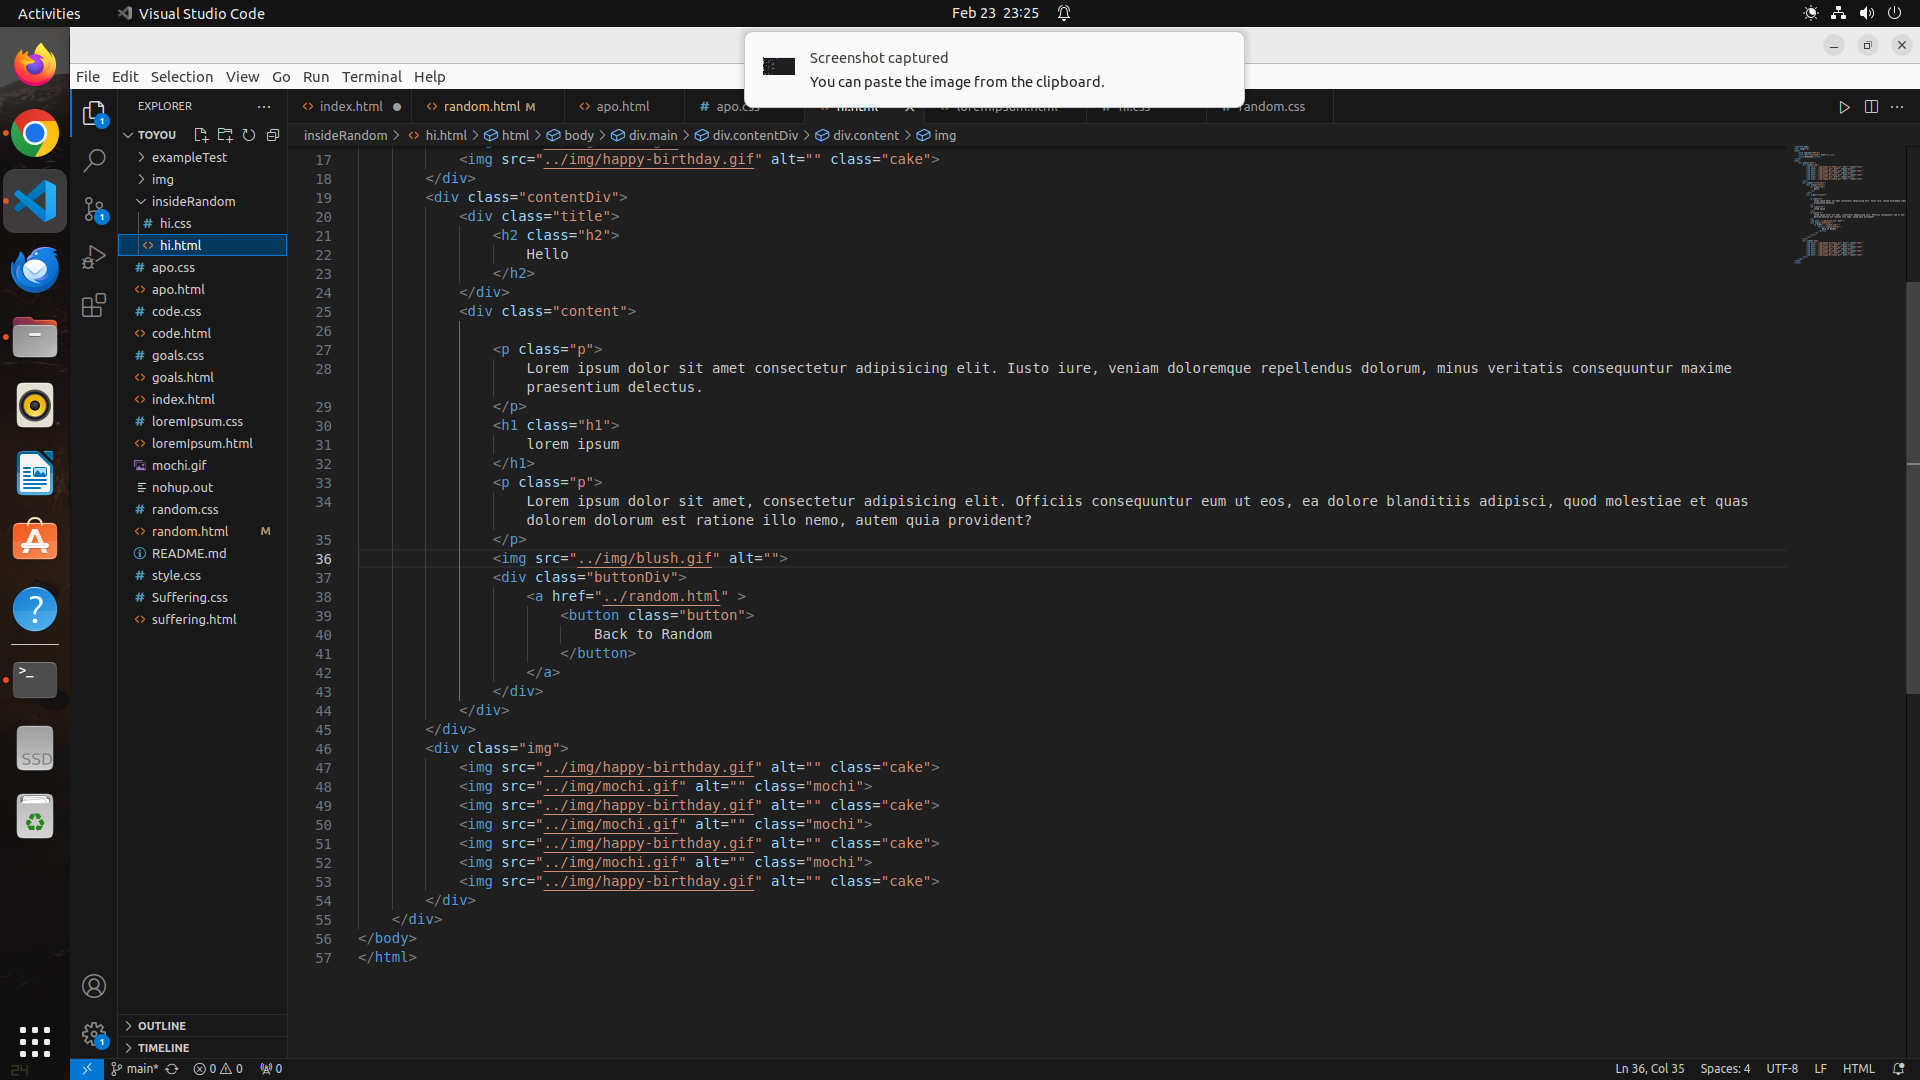 Activities Visual Studio Code Feb 23 23:25
Screenshot captured
You can paste the image from the clipboard.
File Edit Selection View Go Run Terminal Help
EXPLORER
index.html random.html M apo.html apo.css hi.html loremIpsum.html hi.css random.css
insideRandom > hi.html > html > body > div.main > div.contentDiv > div.content > img
TOYOU
exampleTest
img
insideRandom
hi.css
hi.html
apo.css
apo.html
code.css
code.html
goals.css
goals.html
index.html
loremIpsum.css
loremIpsum.html
mochi.gif
nohup.out
random.css
random.html M
README.md
style.css
Suffering.css
suffering.html
OUTLINE
TIMELINE
17 <img src="../img/happy-birthday.gif" alt="" class="cake">
18 </div>
19 <div class="contentDiv">
20 <div class="title">
21 <h2 class="h2">
22 Hello
23 </h2>
24 </div>
25 <div class="content">
26
27 <p class="p">
28 Lorem ipsum dolor sit amet consectetur adipisicing elit. Iusto iure, veniam doloremque repellendus dolorum, minus veritatis consequuntur maxime
praesentium delectus.
29 </p>
30 <h1 class="h1">
31 lorem ipsum
32 </h1>
33 <p class="p">
34 Lorem ipsum dolor sit amet, consectetur adipisicing elit. Officiis consequuntur eum ut eos, ea dolore blanditiis adipisci, quod molestiae et quas
dolorem dolorum est ratione illo nemo, autem quia provident?
35 </p>
36 <img src="../img/blush.gif" alt="">
37 <div class="buttonDiv">
38 <a href="../random.html" >
39 <button class="button">
40 Back to Random
41 </button>
42 </a>
43 </div>
44 </div>
45 </div>
46 <div class="img">
47 <img src="../img/happy-birthday.gif" alt="" class="cake">
48 <img src="../img/mochi.gif" alt="" class="mochi">
49 <img src="../img/happy-birthday.gif" alt="" class="cake">
50 <img src="../img/mochi.gif" alt="" class="mochi">
51 <img src="../img/happy-birthday.gif" alt="" class="cake">
52 <img src="../img/mochi.gif" alt="" class="mochi">
53 <img src="../img/happy-birthday.gif" alt="" class="cake">
54 </div>
55 </div>
56 </body>
57 </html>
SSD
24
main* 0 0 0 Ln 36, Col 35 Spaces: 4 UTF-8 LF HTML